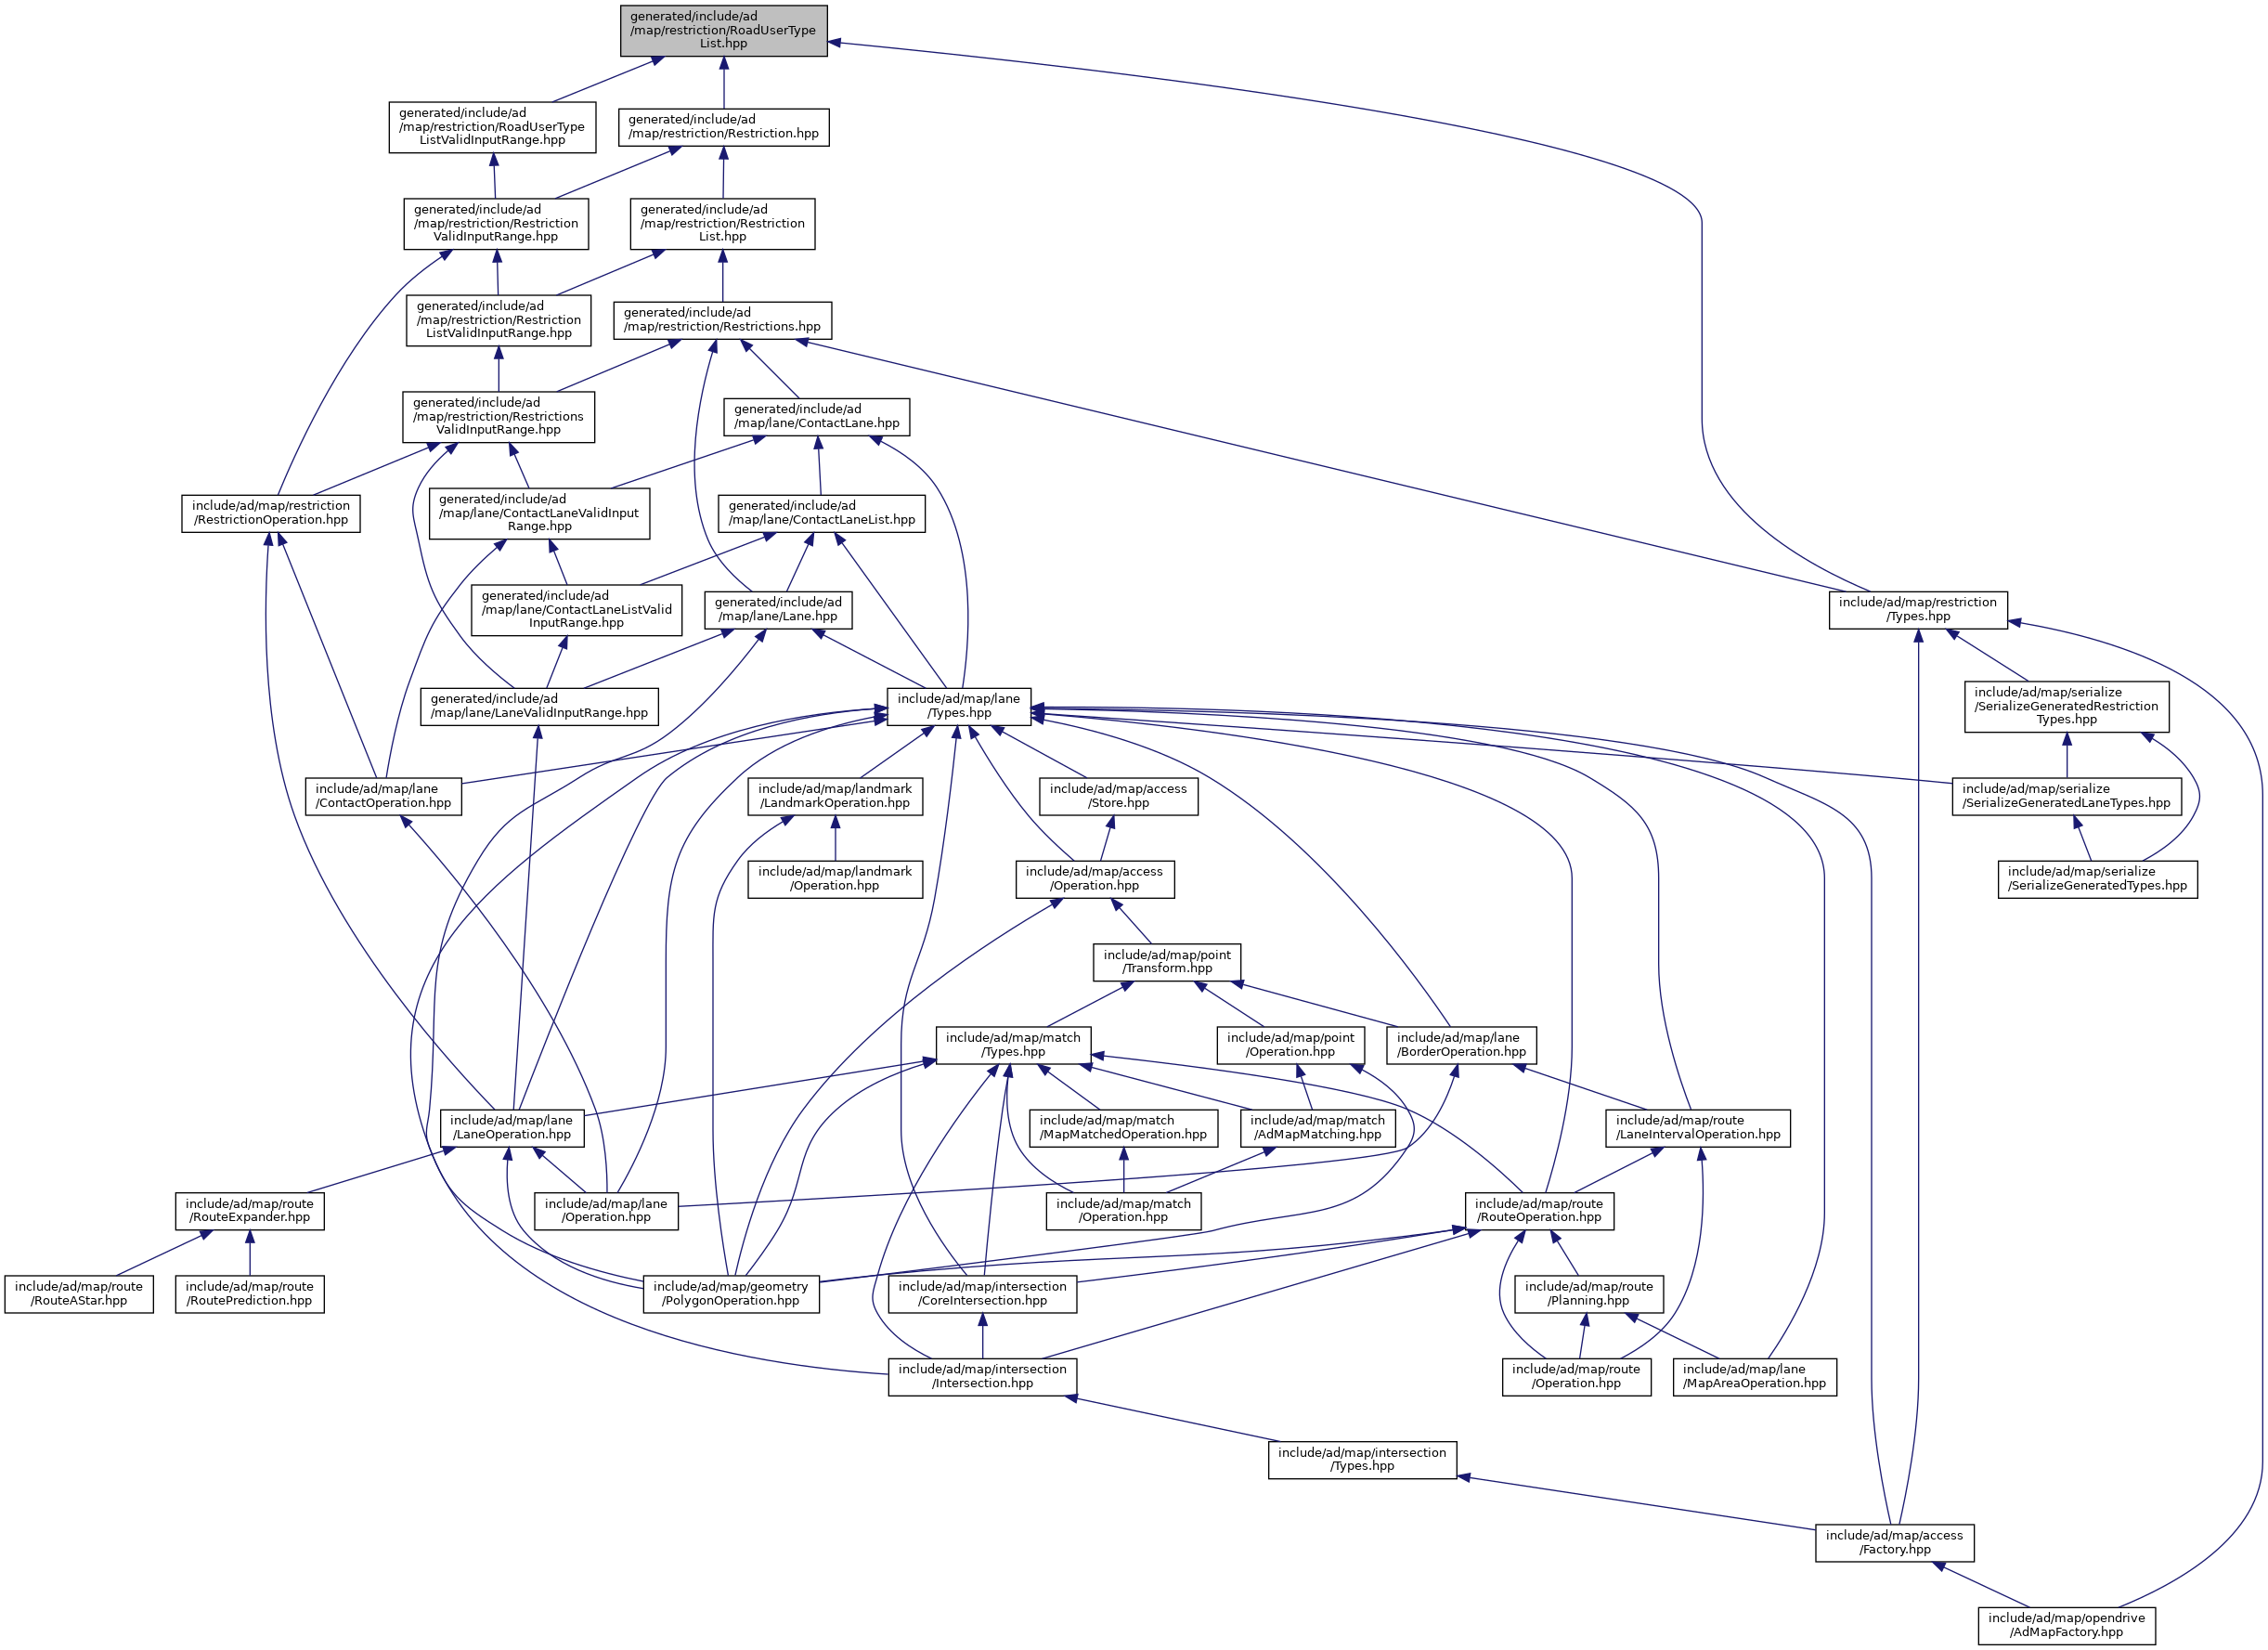 generated/include/ad
/map/restriction/RoadUserType
List.hpp
generated/include/ad
/map/restriction/RoadUserType
ListValidInputRange.hpp
generated/include/ad
/map/restriction/Restriction.hpp
generated/include/ad
/map/restriction/Restriction
ValidInputRange.hpp
generated/include/ad
/map/restriction/Restriction
List.hpp
generated/include/ad
/map/restriction/Restriction
ListValidInputRange.hpp
generated/include/ad
/map/restriction/Restrictions.hpp
generated/include/ad
/map/restriction/Restrictions
ValidInputRange.hpp
generated/include/ad
/map/lane/ContactLane.hpp
include/ad/map/restriction
/RestrictionOperation.hpp
generated/include/ad
/map/lane/ContactLaneValidInput
Range.hpp
generated/include/ad
/map/lane/ContactLaneList.hpp
generated/include/ad
/map/lane/ContactLaneListValid
InputRange.hpp
generated/include/ad
/map/lane/Lane.hpp
include/ad/map/restriction
/Types.hpp
generated/include/ad
/map/lane/LaneValidInputRange.hpp
include/ad/map/lane
/Types.hpp
include/ad/map/serialize
/SerializeGeneratedRestriction
Types.hpp
include/ad/map/lane
/ContactOperation.hpp
include/ad/map/landmark
/LandmarkOperation.hpp
include/ad/map/access
/Store.hpp
include/ad/map/serialize
/SerializeGeneratedLaneTypes.hpp
include/ad/map/landmark
/Operation.hpp
include/ad/map/access
/Operation.hpp
include/ad/map/serialize
/SerializeGeneratedTypes.hpp
include/ad/map/point
/Transform.hpp
include/ad/map/match
/Types.hpp
include/ad/map/point
/Operation.hpp
include/ad/map/lane
/BorderOperation.hpp
include/ad/map/lane
/LaneOperation.hpp
include/ad/map/match
/MapMatchedOperation.hpp
include/ad/map/match
/AdMapMatching.hpp
include/ad/map/route
/LaneIntervalOperation.hpp
include/ad/map/route
/RouteExpander.hpp
include/ad/map/lane
/Operation.hpp
include/ad/map/match
/Operation.hpp
include/ad/map/route
/RouteOperation.hpp
include/ad/map/route
/RouteAStar.hpp
include/ad/map/route
/RoutePrediction.hpp
include/ad/map/geometry
/PolygonOperation.hpp
include/ad/map/intersection
/CoreIntersection.hpp
include/ad/map/route
/Planning.hpp
include/ad/map/intersection
/Intersection.hpp
include/ad/map/route
/Operation.hpp
include/ad/map/lane
/MapAreaOperation.hpp
include/ad/map/intersection
/Types.hpp
include/ad/map/access
/Factory.hpp
include/ad/map/opendrive
/AdMapFactory.hpp